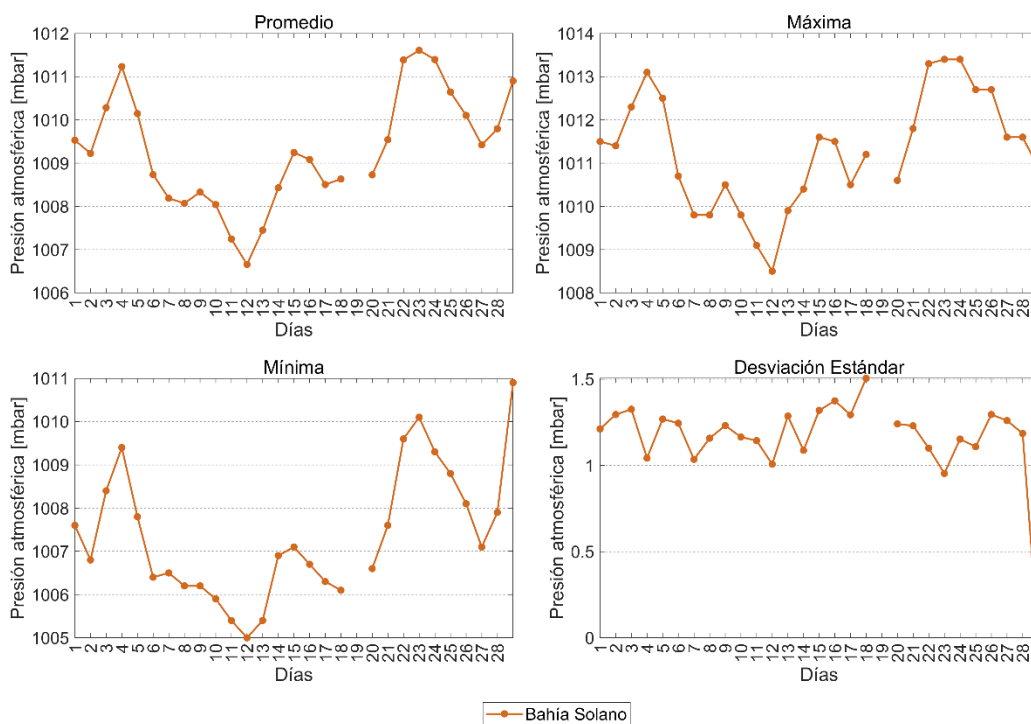 Promedio
Presión atmosférica [mbar]
1012
1011
1010
1009
1008
1007
1006
1 2 3 4 5 6 7 8 9 10 11 12 13 14 15 16 17 18 19 20 21 22 23 24 25 26 27 28
Días
Máxima
Presión atmosférica [mbar]
1014
1013
1012
1011
1010
1009
1008
1 2 3 4 5 6 7 8 9 10 11 12 13 14 15 16 17 18 19 20 21 22 23 24 25 26 27 28
Días
Mínima
Presión atmosférica [mbar]
1011
1010
1009
1008
1007
1006
1005
1 2 3 4 5 6 7 8 9 10 11 12 13 14 15 16 17 18 19 20 21 22 23 24 25 26 27 28
Días
Desviación Estándar
Presión atmosférica [mbar]
1.5
1
0.5
0
1 2 3 4 5 6 7 8 9 10 11 12 13 14 15 16 17 18 19 20 21 22 23 24 25 26 27 28
Días
Bahía Solano